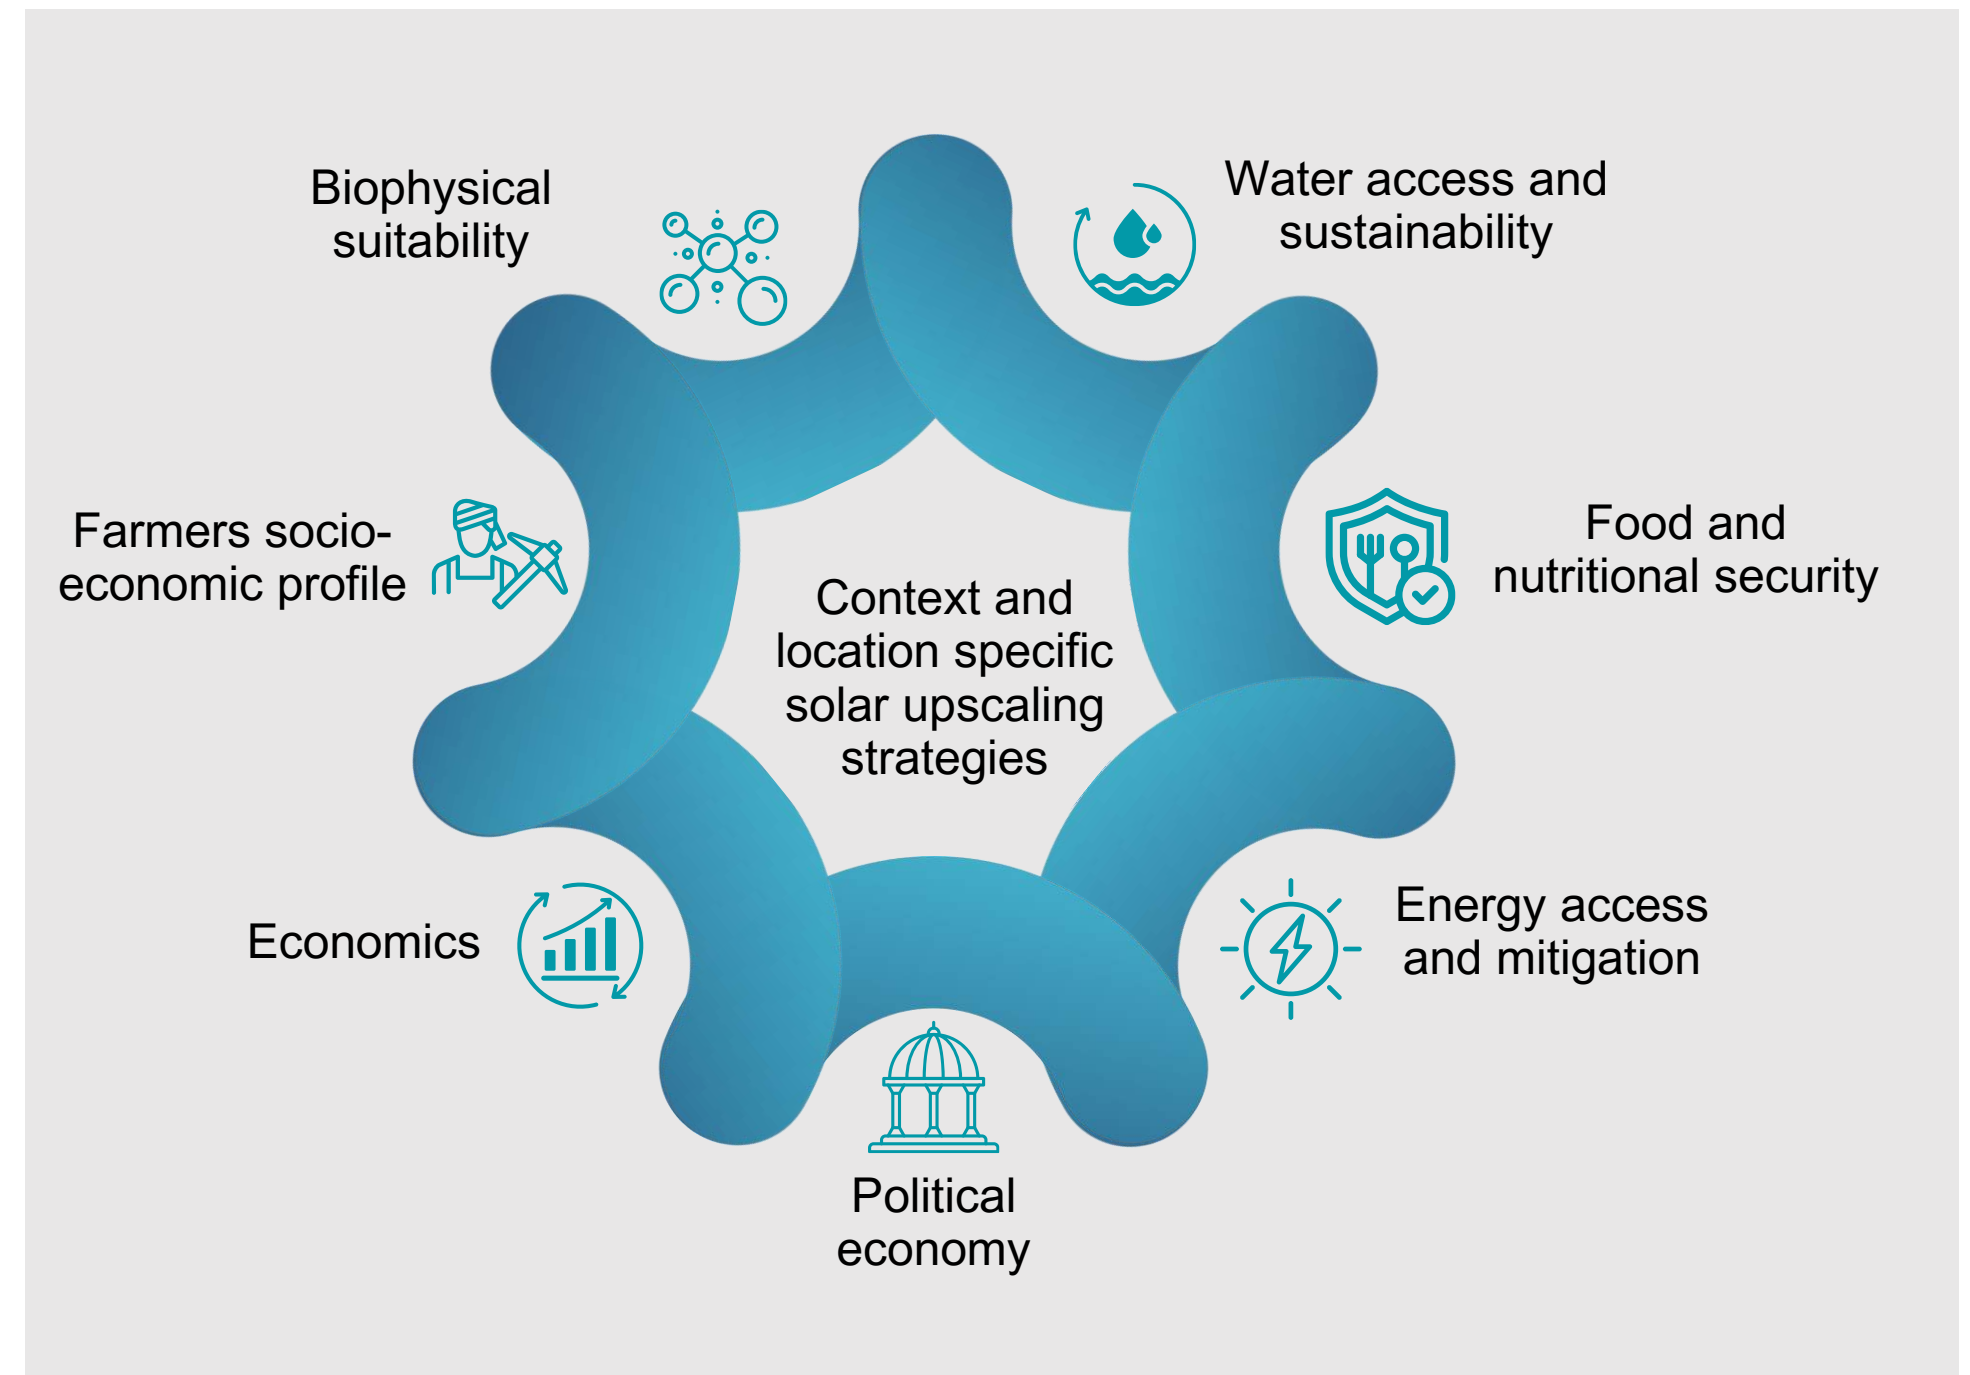 Biophysical
suitability
Water access and
sustainability
Farmers socio-
economic profile
Food and
nutritional security
Context and
location specific
solar upscaling
strategies
Economics
Energy access
and mitigation
Political
economy